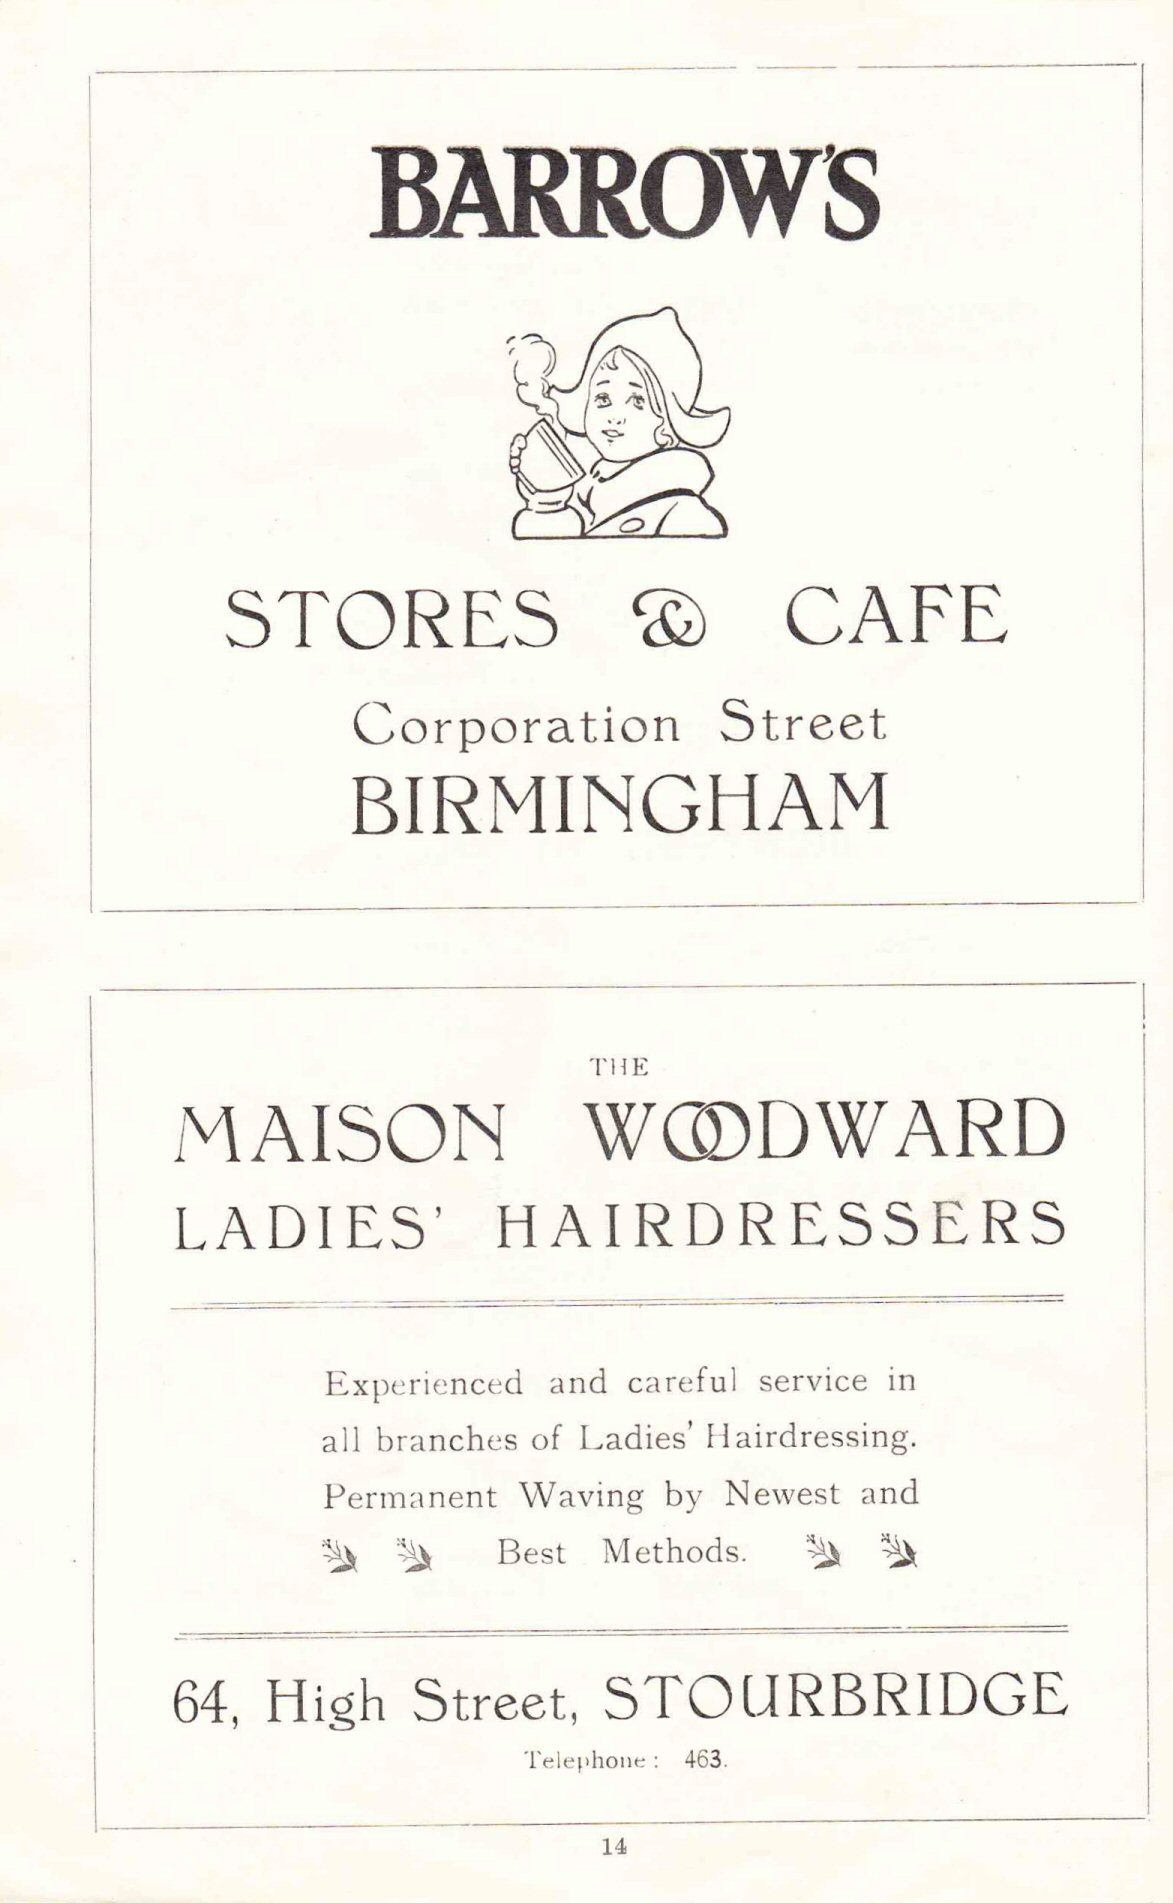 BARROW'S
STORES & CAFE
Corporation Street
BIRMINGHAM
THE
MAISON WOODWARD
LADIES' HAIRDRESSERS
Experienced and careful service in
all branches of Ladies' Hairdressing.
Permanent Waving by Newest and
Best Methods.
64, High Street, STOURBRIDGE
Telephone: 463.
14